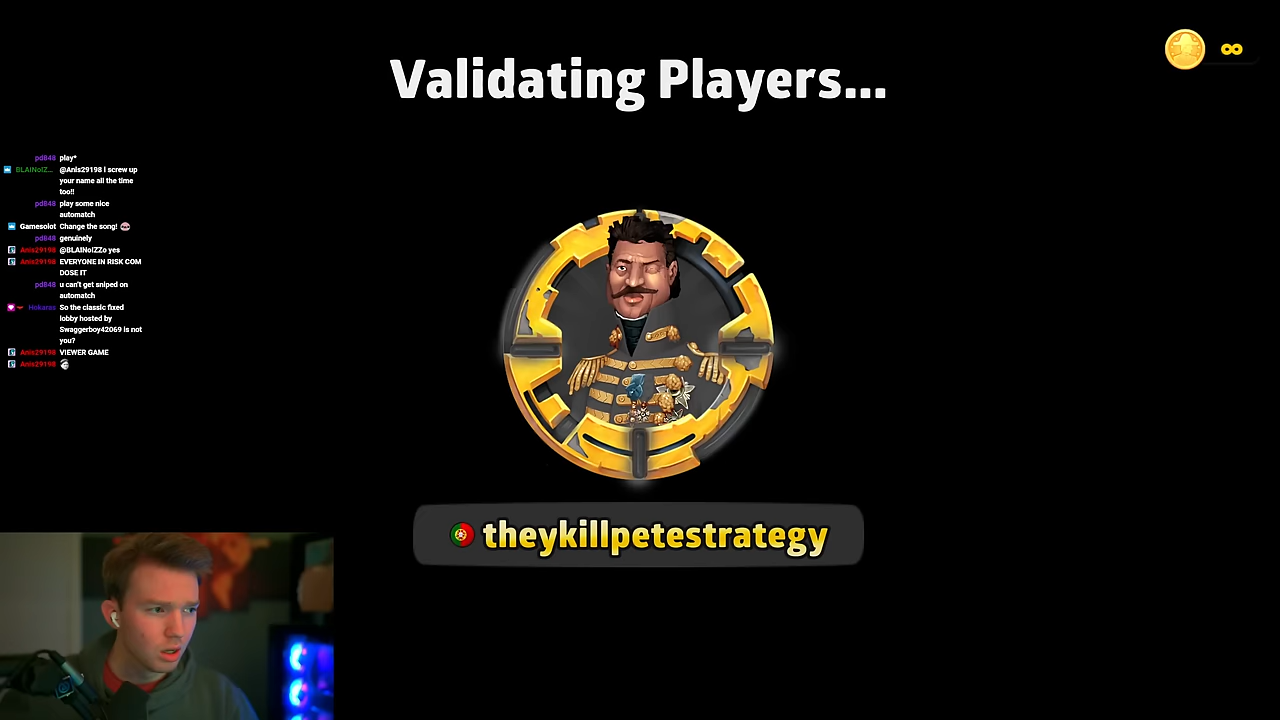 Validating Players...
∞
pd848 play*
BLAiNoIZ... @Anis29198 I screw up
your name all the time
too!!
pd848 play some nice
automatch
Gamesolot Change the song!
pd848 genuinely
Anis29198 @BLAiNoIZZo yes
Anis29198 EVERYONE IN RISK COM
DOSE IT
pd848 u can't get sniped on
automatch
Hokaras So the classic fixed
lobby hosted by
Swaggerboy42069 is not
you?
Anis29198 VIEWER GAME
Anis29198
theykillpetestrategy